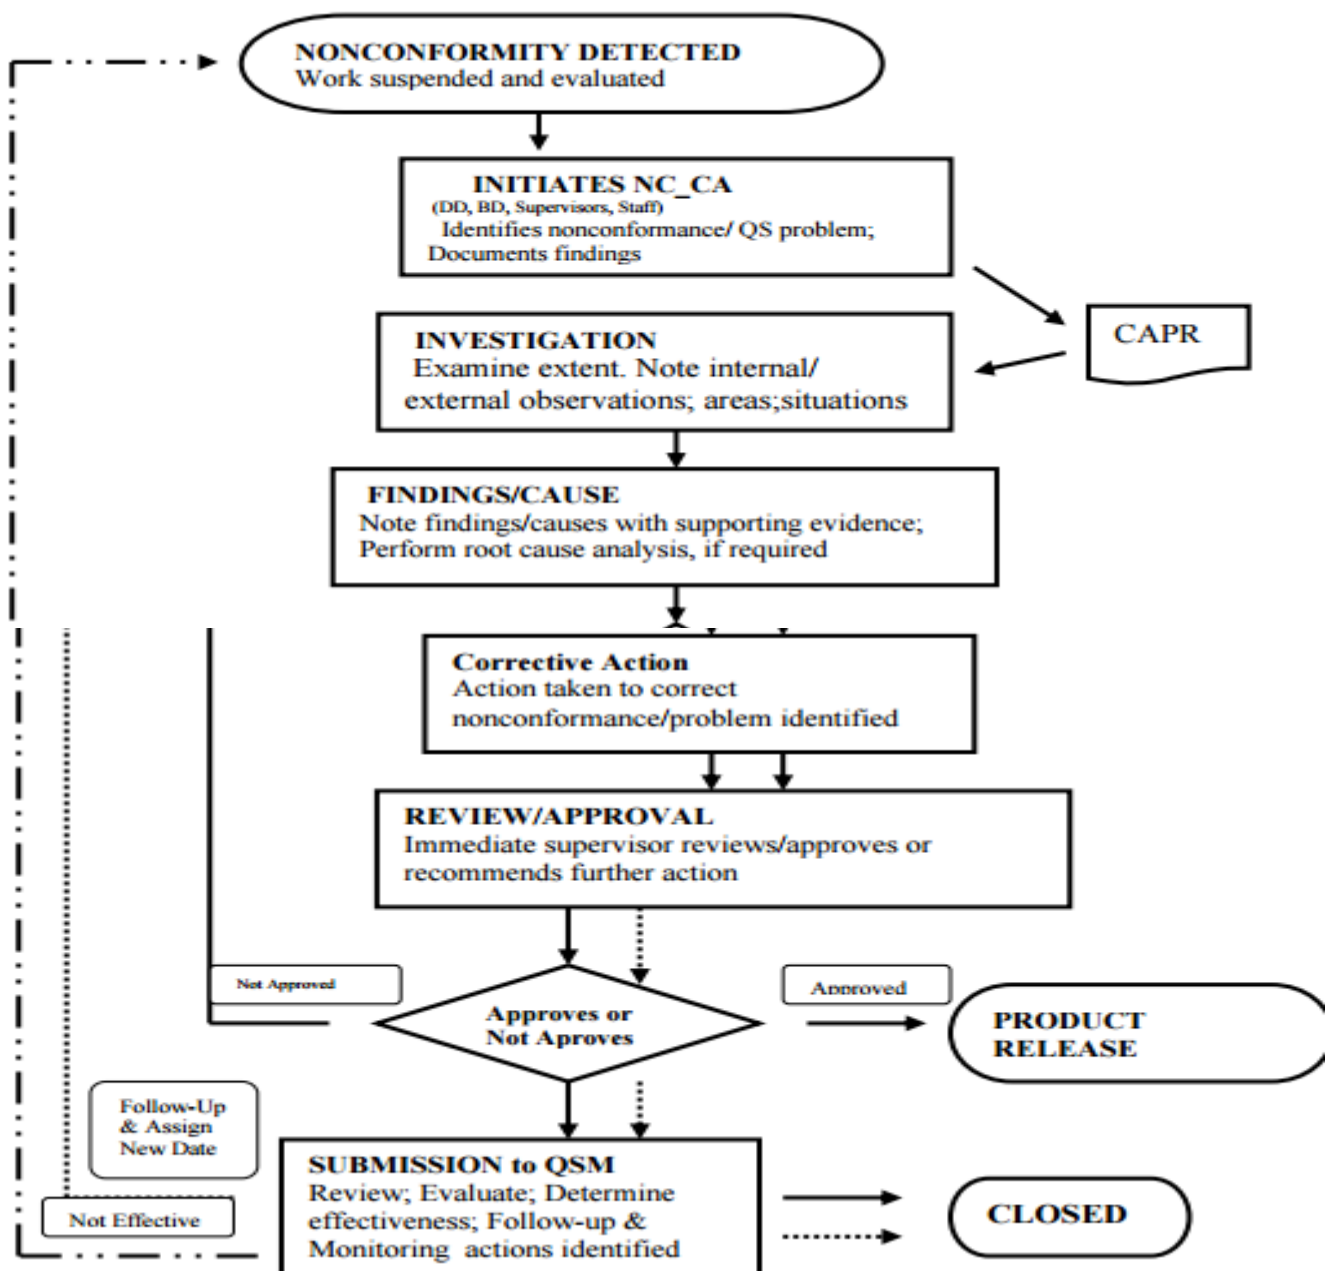 NONCONFORMITY DETECTED
Work suspended and evaluated
INITIATES NC_CA
(DD, BD, Supervisors, Staff)
Identifies nonconformance/ QS problem;
Documents findings
CAPR
INVESTIGATION
Examine extent. Note internal/
external observations; areas;situations
FINDINGS/CAUSE
Note findings/causes with supporting evidence;
Perform root cause analysis, if required
Corrective Action
Action taken to correct
nonconformance/problem identified
REVIEW/APPROVAL
Immediate supervisor reviews/approves or
recommends further action
Not Approved
Approves or
Not Aproves
Approved
PRODUCT
RELEASE
Follow-Up
& Assign
New Date
Not Effective
SUBMISSION to QSM
Review; Evaluate; Determine
effectiveness; Follow-up &
Monitoring actions identified
CLOSED